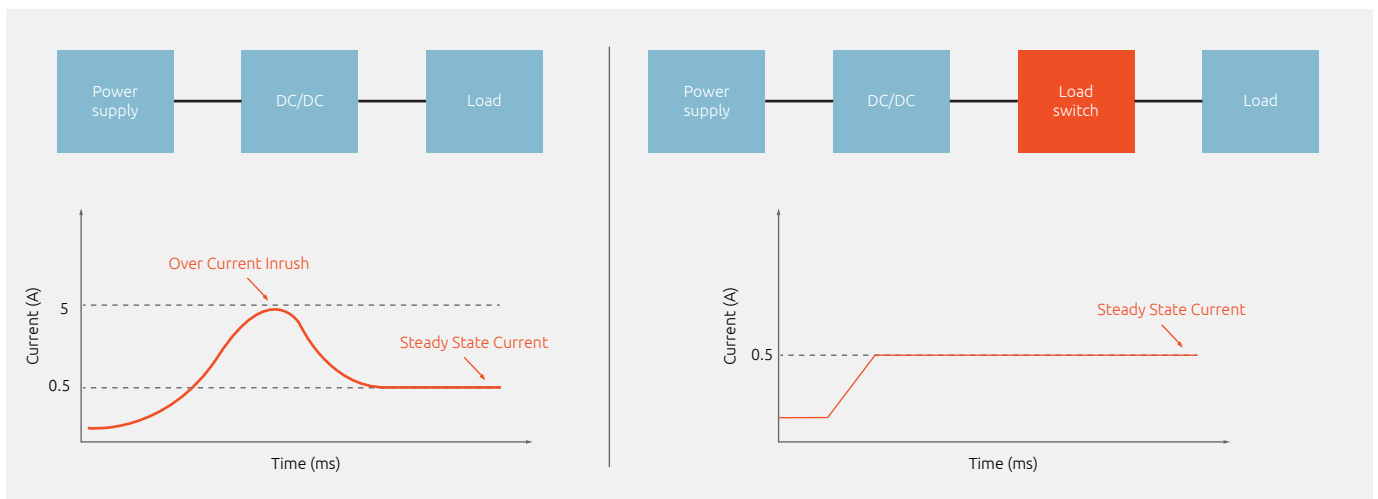 Power
supply
DC/DC
Load
Over Current Inrush
Steady State Current
5
0.5
Current (A)
Time (ms)
Power
supply
DC/DC
Load
switch
Load
Steady State Current
0.5
Current (A)
Time (ms)